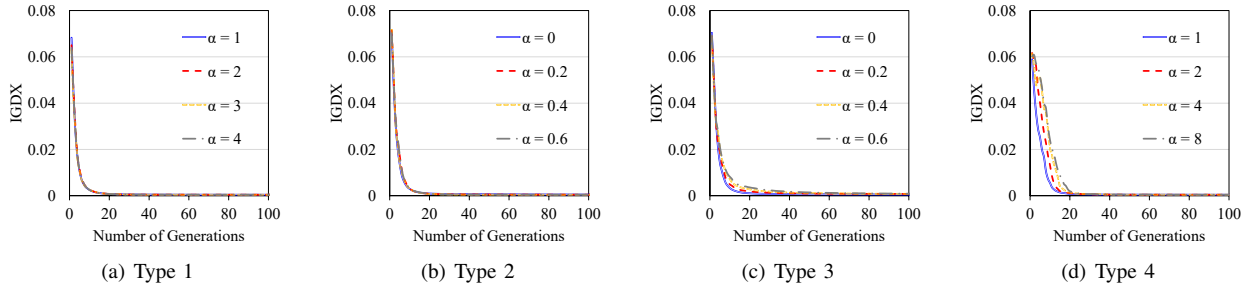 0.08
0.06
0.04
0.02
0
IGDX
0 20 40 60 80 100
Number of Generations
α = 1
α = 2
α = 3
α = 4
(a) Type 1
0.08
0.06
0.04
0.02
0
IGDX
0 20 40 60 80 100
Number of Generations
α = 0
α = 0.2
α = 0.4
α = 0.6
(b) Type 2
0.08
0.06
0.04
0.02
0
IGDX
0 20 40 60 80 100
Number of Generations
α = 0
α = 0.2
α = 0.4
α = 0.6
(c) Type 3
0.08
0.06
0.04
0.02
0
IGDX
0 20 40 60 80 100
Number of Generations
α = 1
α = 2
α = 4
α = 8
(d) Type 4